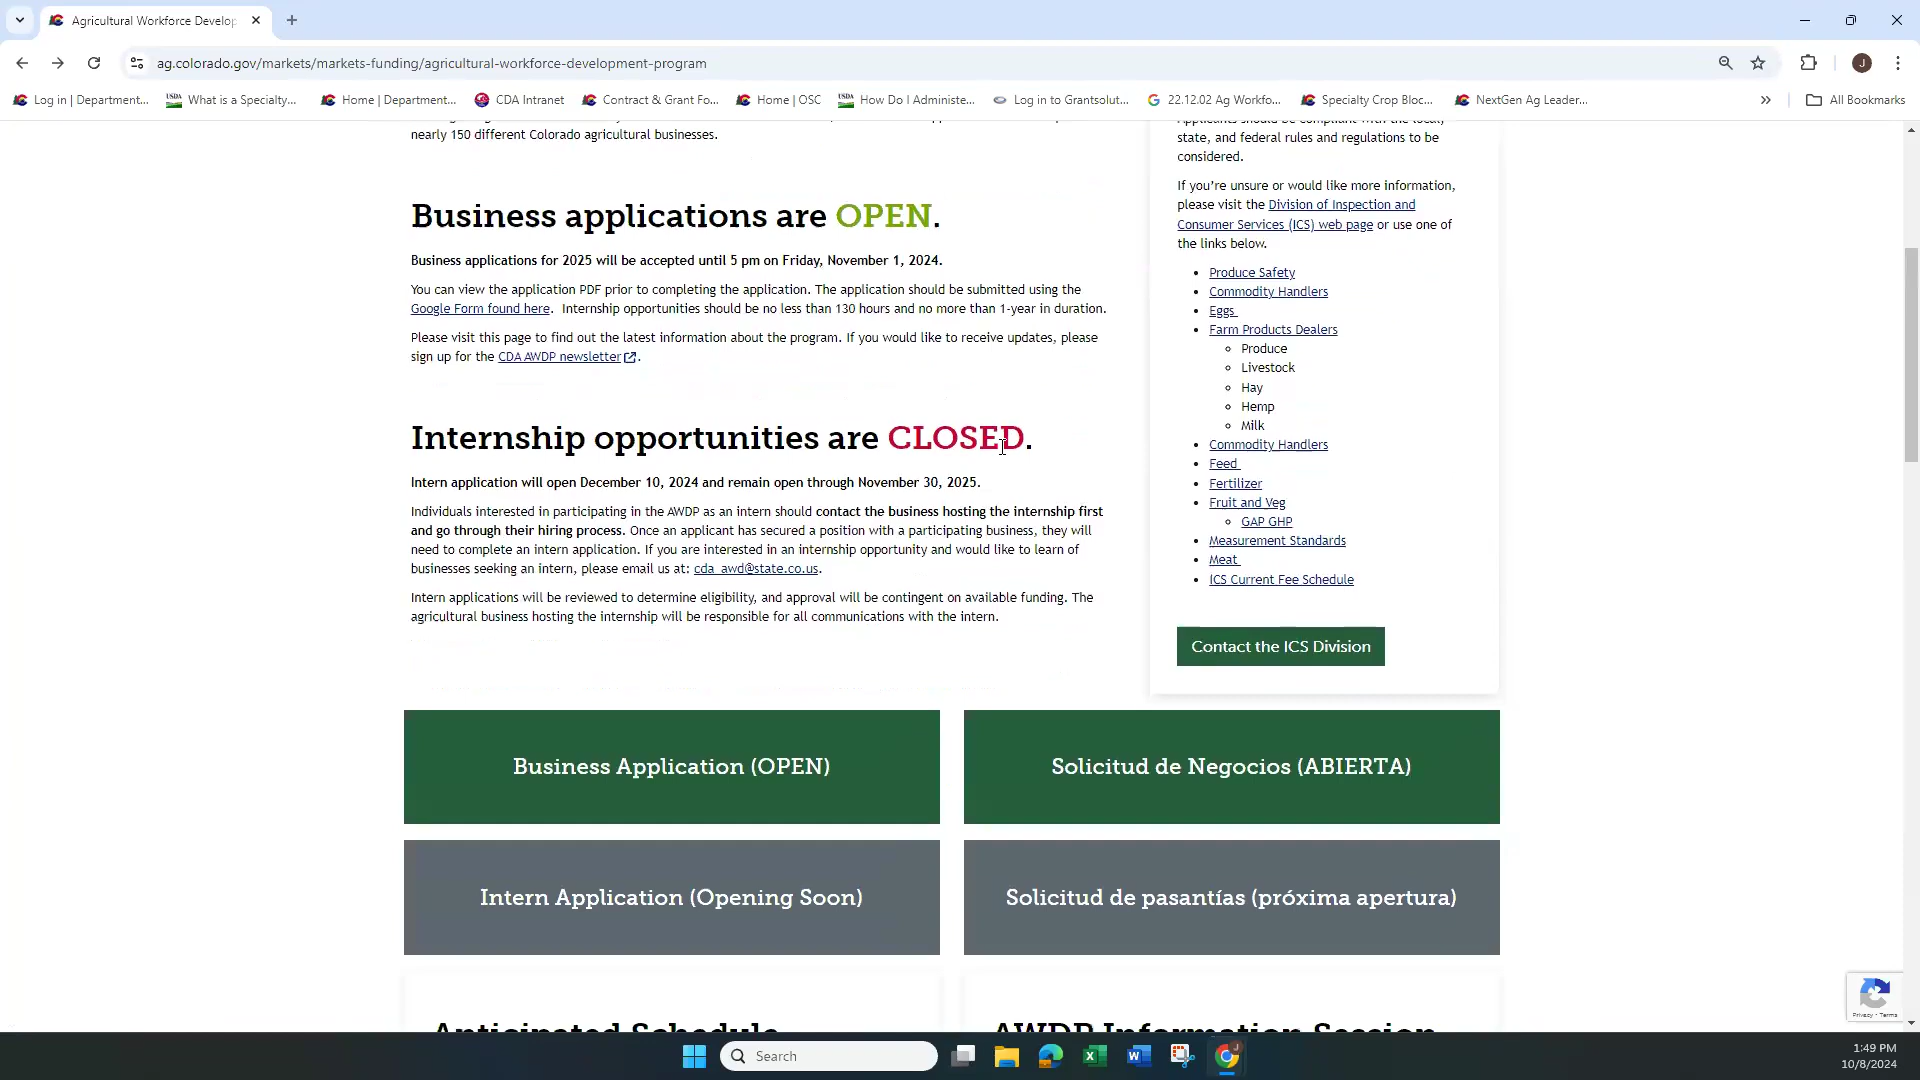 Agricultural Workforce Develop
ag.colorado.gov/markets/markets-funding/agricultural-workforce-development-program
J
Log in | Department...
What is a Specialty...
Home | Department...
CDA Intranet
Contract & Grant Fo...
Home | OSC
How Do I Administe...
Log in to Grantsolut...
22.12.02 Ag Workfo...
Specialty Crop Bloc...
NextGen Ag Leader...
All Bookmarks
nearly 150 different Colorado agricultural businesses.
Business applications are OPEN.
Business applications for 2025 will be accepted until 5 pm on Friday, November 1, 2024.
You can view the application PDF prior to completing the application. The application should be submitted using the
Google Form found here. Internship opportunities should be no less than 130 hours and no more than 1-year in duration.
Please visit this page to find out the latest information about the program. If you would like to receive updates, please
sign up for the CDA AWDP newsletter.
Internship opportunities are CLOSED.
Intern application will open December 10, 2024 and remain open through November 30, 2025.
Individuals interested in participating in the AWDP as an intern should contact the business hosting the internship first
and go through their hiring process. Once an applicant has secured a position with a participating business, they will
need to complete an intern application. If you are interested in an internship opportunity and would like to learn of
businesses seeking an intern, please email us at: cda_awd@state.co.us.
Intern applications will be reviewed to determine eligibility, and approval will be contingent on available funding. The
agricultural business hosting the internship will be responsible for all communications with the intern.
Applicants should be compliant with the local,
state, and federal rules and regulations to be
considered.
If you're unsure or would like more information,
please visit the Division of Inspection and
Consumer Services (ICS) web page or use one of
the links below.
Produce Safety
Commodity Handlers
Eggs
Farm Products Dealers
Produce
Livestock
Hay
Hemp
Milk
Commodity Handlers
Feed
Fertilizer
Fruit and Veg
GAP GHP
Measurement Standards
Meat
ICS Current Fee Schedule
Contact the ICS Division
Business Application (OPEN)
Solicitud de Negocios (ABIERTA)
Intern Application (Opening Soon)
Solicitud de pasantías (próxima apertura)
Anticipated Schedule
AWDP Information Session
Privacy - Terms
Search
1:49 PM
10/8/2024